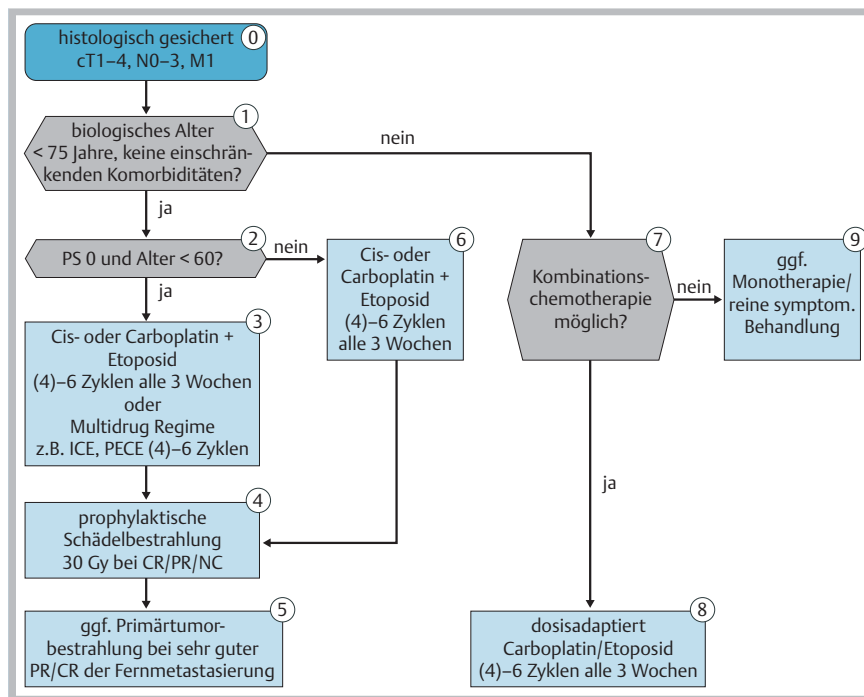 histologisch gesichert
cT1–4, N0–3, M1
0
biologisches Alter
< 75 Jahre, keine einschrän-
kenden Komorbiditäten?
1
nein
ja
PS 0 und Alter < 60?
2
nein
ja
Cis- oder
Carboplatin +
Etoposid
(4)–6 Zyklen
alle 3 Wochen
6
Kombinations-
chemotherapie
möglich?
7
nein
ja
ggf.
Monotherapie/
reine symptom.
Behandlung
9
Cis- oder Carboplatin +
Etoposid
(4)–6 Zyklen alle 3 Wochen
oder
Multidrug Regime
z.B. ICE, PECE (4)–6 Zyklen
3
prophylaktische
Schädelbestrahlung
30 Gy bei CR/PR/NC
4
ggf. Primärtumor-
bestrahlung bei sehr guter
PR/CR der Fernmetastasierung
5
dosisadaptiert
Carboplatin/Etoposid
(4)–6 Zyklen alle 3 Wochen
8